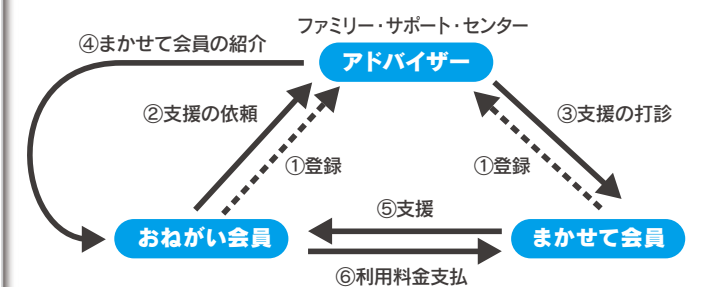 ファミリー・サポート・センター
④まかせて会員の紹介
アドバイザー
②支援の依頼
③支援の打診
①登録
①登録
⑤支援
おねがい会員
まかせて会員
⑥利用料金支払